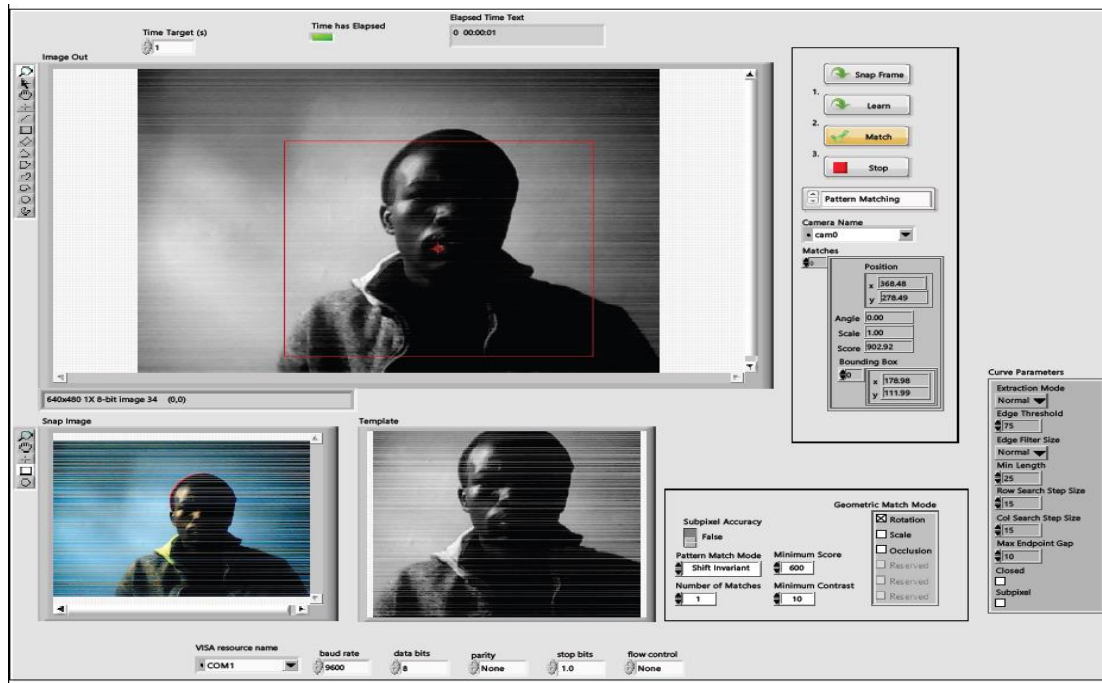 Time Target (s)
1
Time has Elapsed
Elapsed Time Text
0 00:00:01
Image Out
640x480 1X 8-bit image 34 (0,0)
Snap Image
Template
Snap Frame
1.
Learn
2.
Match
3.
Stop
Pattern Matching
Camera Name
cam0
Matches
0
Position
x 368.48
y 278.49
Angle 0.00
Scale 1.00
Score 902.92
Bounding Box
0
x 178.98
y 111.99
Curve Parameters
Extraction Mode
Normal
Edge Threshold
75
Edge Filter Size
Normal
Min Length
25
Row Search Step Size
15
Col Search Step Size
15
Max Endpoint Gap
10
Closed
Subpixel
Subpixel Accuracy
False
Pattern Match Mode
Shift Invariant
Number of Matches
1
Minimum Score
600
Minimum Contrast
10
Geometric Match Mode
Rotation
Scale
Occlusion
Reserved
Reserved
Reserved
VISA resource name
COM1
baud rate
9600
data bits
8
parity
None
stop bits
1.0
flow control
None